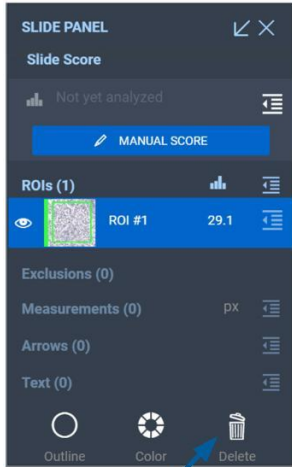 SLIDE PANEL
Slide Score
Not yet analyzed
MANUAL SCORE
ROIs (1)
ROI #1 29.1
Exclusions (0)
Measurements (0) px
Arrows (0)
Text (0)
Outline Color Delete